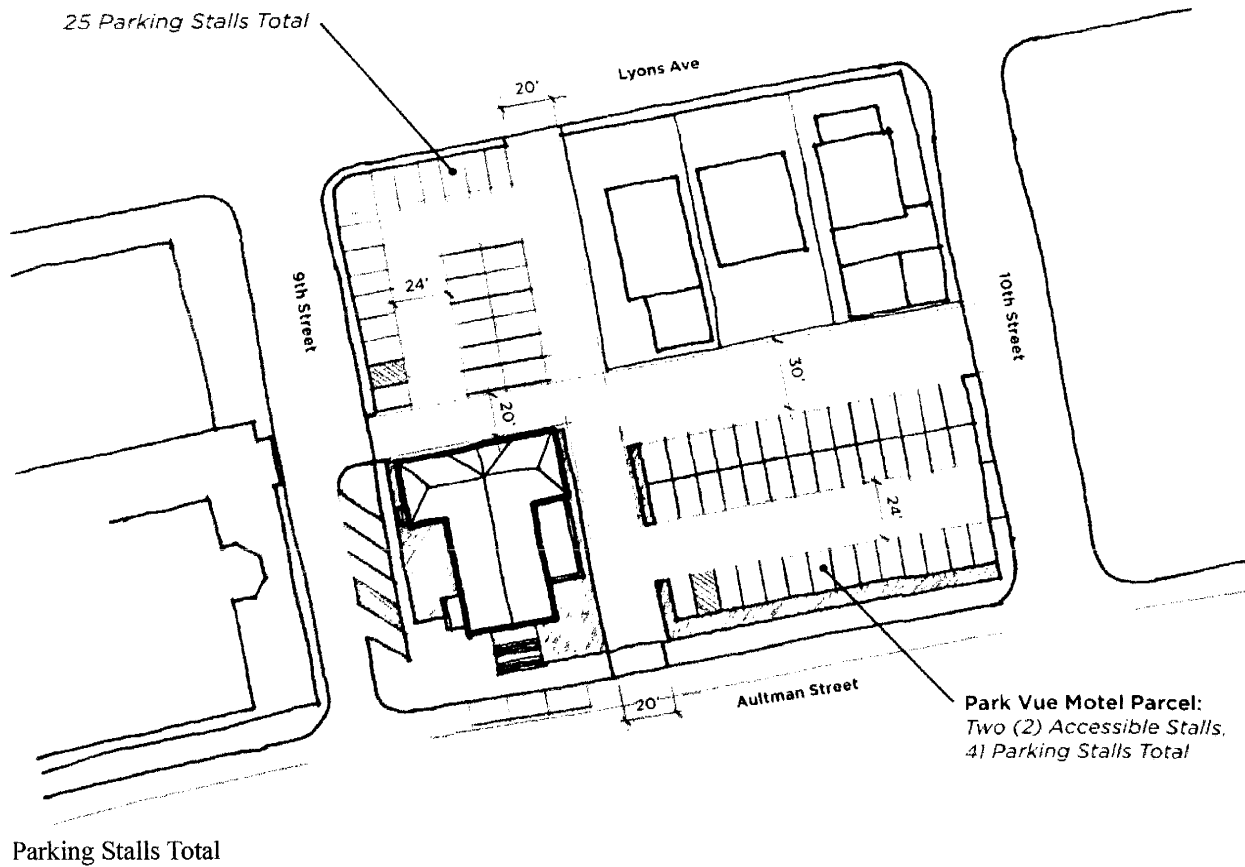 25 Parking Stalls Total
20'
Lyons Ave
9th Street
24'
10th Street
30'
20'
24'
Park Vue Motel Parcel:
Two (2) Accessible Stalls,
41 Parking Stalls Total
Aultman Street
20'
Parking Stalls Total